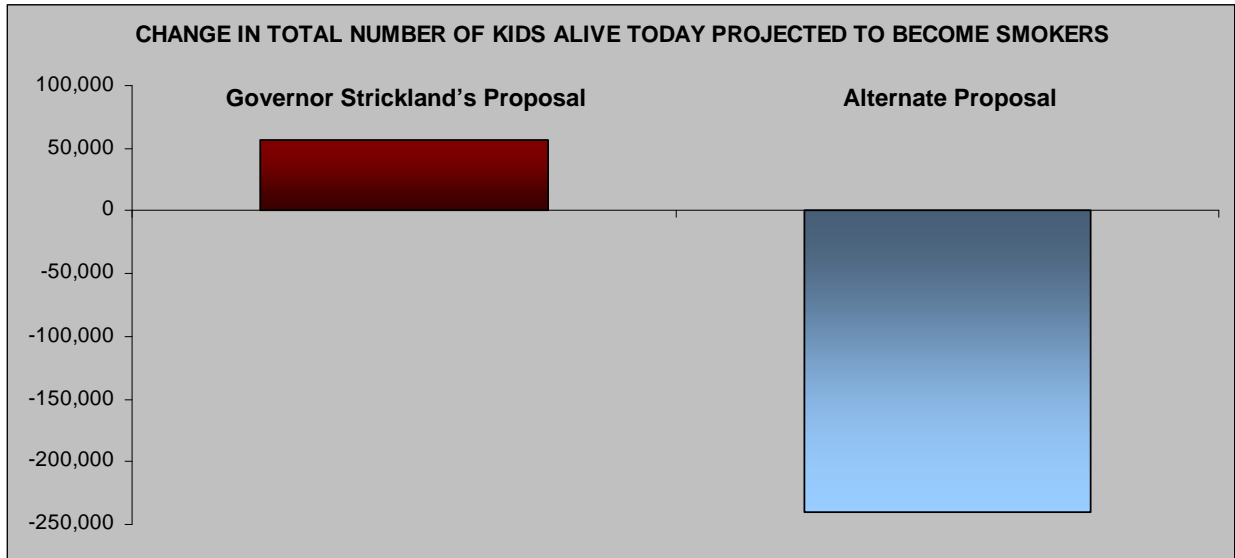 CHANGE IN TOTAL NUMBER OF KIDS ALIVE TODAY PROJECTED TO BECOME SMOKERS
Governor Strickland’s Proposal
Alternate Proposal
100,000
50,000
0
-50,000
-100,000
-150,000
-200,000
-250,000